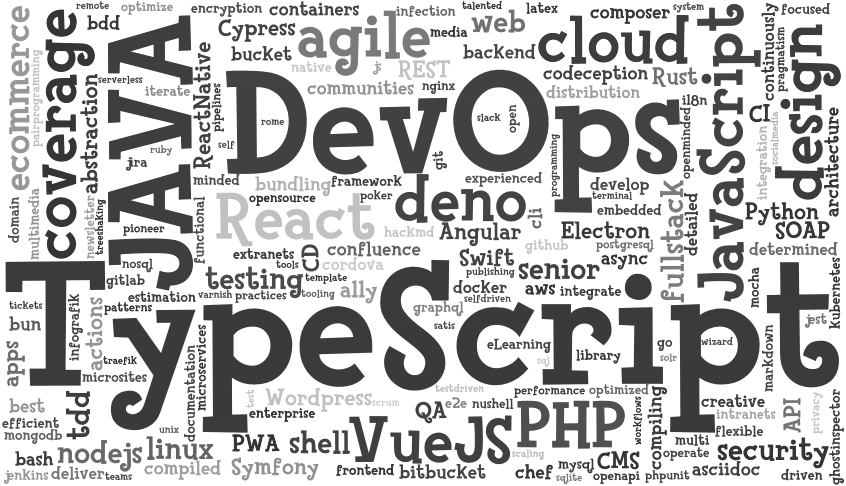 remote
optimize
encryption
containers
infection
talented
latex
composer
system
continuously
focused
bdd
Cypress
agile
media
web
cloud
JavaScript
pragmatism
design
ecommerce
pairprogramming
coverage
serverless
JAVA
iterate
ReactNative
pipelines
bucket
native
js
REST
backend
codeception
Rust
communities
nginx
distribution
il8n
DevOps
rome
slack
open
programming
openminded
CI
integration
socialmedia
architecture
abstraction
ruby
jra
self
git
minded
bundling
framework
experienced
develop
terminal
domain
multimedia
newsletter
treeshaking
pioneer
functional
opensource
poker
deno
cli
embedded
fullstack
detailed
Python
SOAP
React
hackmd
Angular
github
Electron
postgresql
determined
extranets
tools
CD
confluence
cordova
Swift
publishing
async
nosql
gitlab
testing
template
senior
mocha
kubernetes
estimation
varnish
practices
tooling
ally
docker
aws
integrate
selfdriven
graphql
tickets
infografik
actions
patterns
TypeScript
satis
bun
traefik
eLearning
sql
library
go
solr
wizard
markdown
jest
apps
microsites
documentation
microservices
best
tdd
test
Wordpress
scrum
testdriven
performance
optimized
creative
API
privacy
ghostinspector
efficient
mongodb
unix
enterprise
QA
e2e
nushell
PHP
workflows
compiling
intranets
flexible
bash
nodejs
linux
PWA
shell
VueJS
scaling
multi
operate
security
jenkins
deliver
teams
compiled
Symfony
frontend
bitbucket
chef
mysql
sqlite
CMS
openapi
phpunit
asciidoc
driven